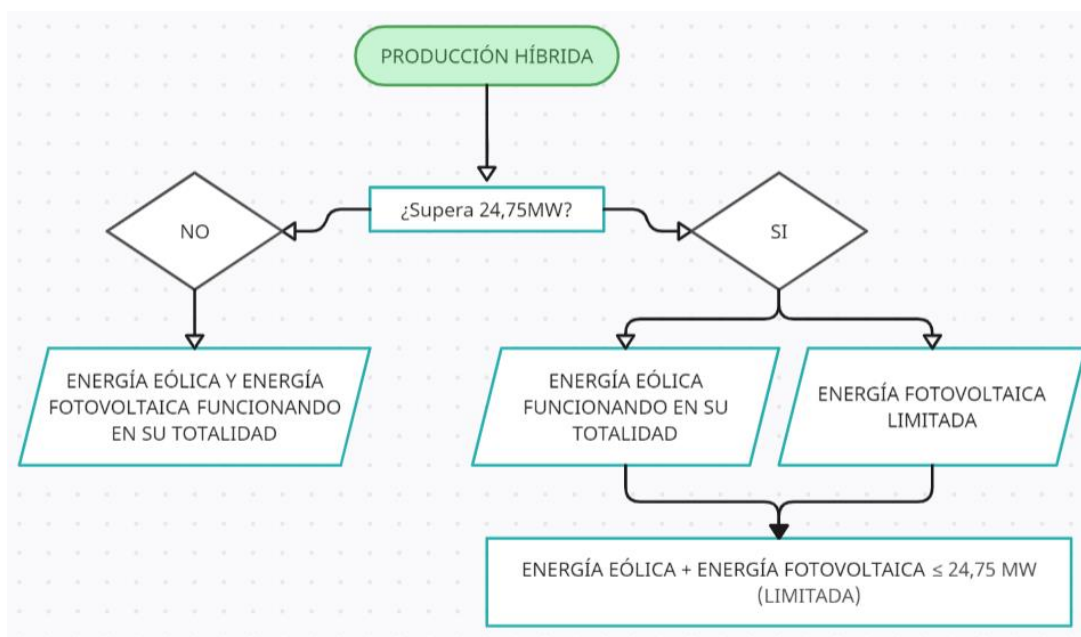 PRODUCCIÓN HÍBRIDA
¿Supera 24,75MW?
NO
SI
ENERGÍA EÓLICA Y ENERGÍA
FOTOVOLTAICA FUNCIONANDO
EN SU TOTALIDAD
ENERGÍA EÓLICA
FUNCIONANDO EN SU
TOTALIDAD
ENERGÍA FOTOVOLTAICA
LIMITADA
ENERGÍA EÓLICA + ENERGÍA FOTOVOLTAICA ≤ 24,75 MW
(LIMITADA)